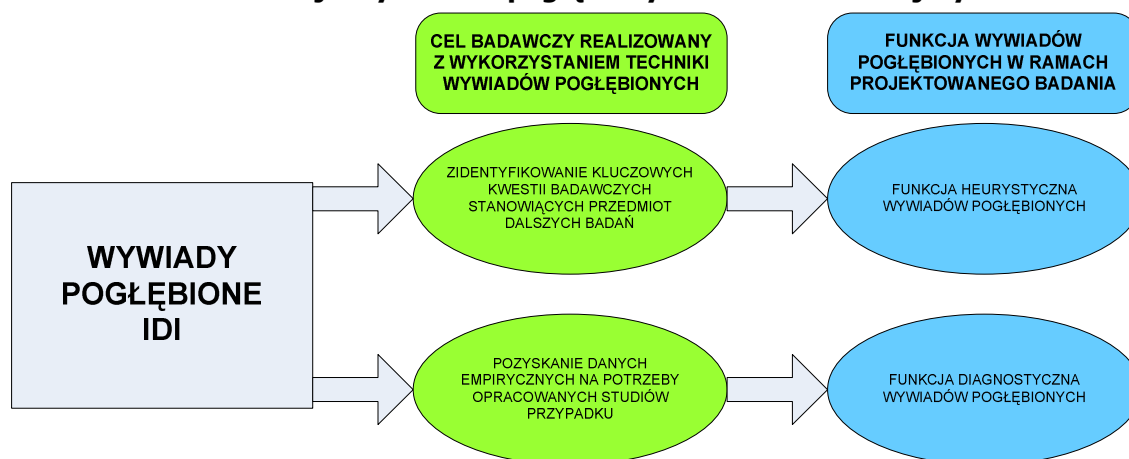 CEL BADAWCZY REALIZOWANY
Z WYKORZYSTANIEM TECHNIKI
WYWIADÓW POGŁĘBIONYCH
FUNKCJA WYWIADÓW
POGŁĘBIONYCH W RAMACH
PROJEKTOWANEGO BADANIA
WYWIADY
POGŁĘBIONE
IDI
ZIDENTYFIKOWANIE KLUCZOWYCH
KWESTII BADAWCZYCH
STANOWIĄCYCH PRZEDMIOT
DALSZYCH BADAŃ
FUNKCJA HEURYSTYCZNA
WYWIADÓW POGŁĘBIONYCH
POZYSKANIE DANYCH
EMPIRYCZNYCH NA POTRZEBY
OPRACOWANYCH STUDIÓW
PRZYPADKU
FUNKCJA DIAGNOSTYCZNA
WYWIADÓW POGŁĘBIONYCH